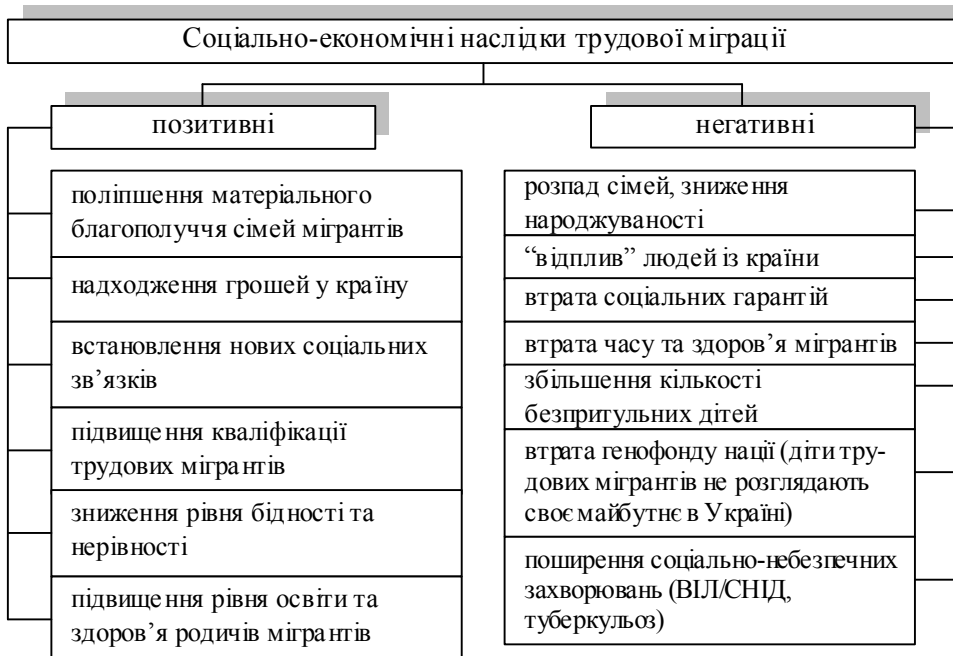 Соціально-економічні наслідки трудової міграції
позитивні
негативні
поліпшення матеріального
благополуччя сімей мігрантів
надходження грошей у країну
встановлення нових соціальних
зв’язків
підвищення кваліфікації
трудових мігрантів
зниження рівня бідності та
нерівності
підвищення рівня освіти та
здоров’я родичів мігрантів
розпад сімей, зниження
народжуваності
“відплив” людей із країни
втрата соціальних гарантій
втрата часу та здоров’я мігрантів
збільшення кількості
безпритульних дітей
втрата генофонду нації (діти тру-
дових мігрантів не розглядають
своє майбутнє в Україні)
поширення соціально-небезпечних
захворювань (ВІЛ/СНІД,
туберкульоз)